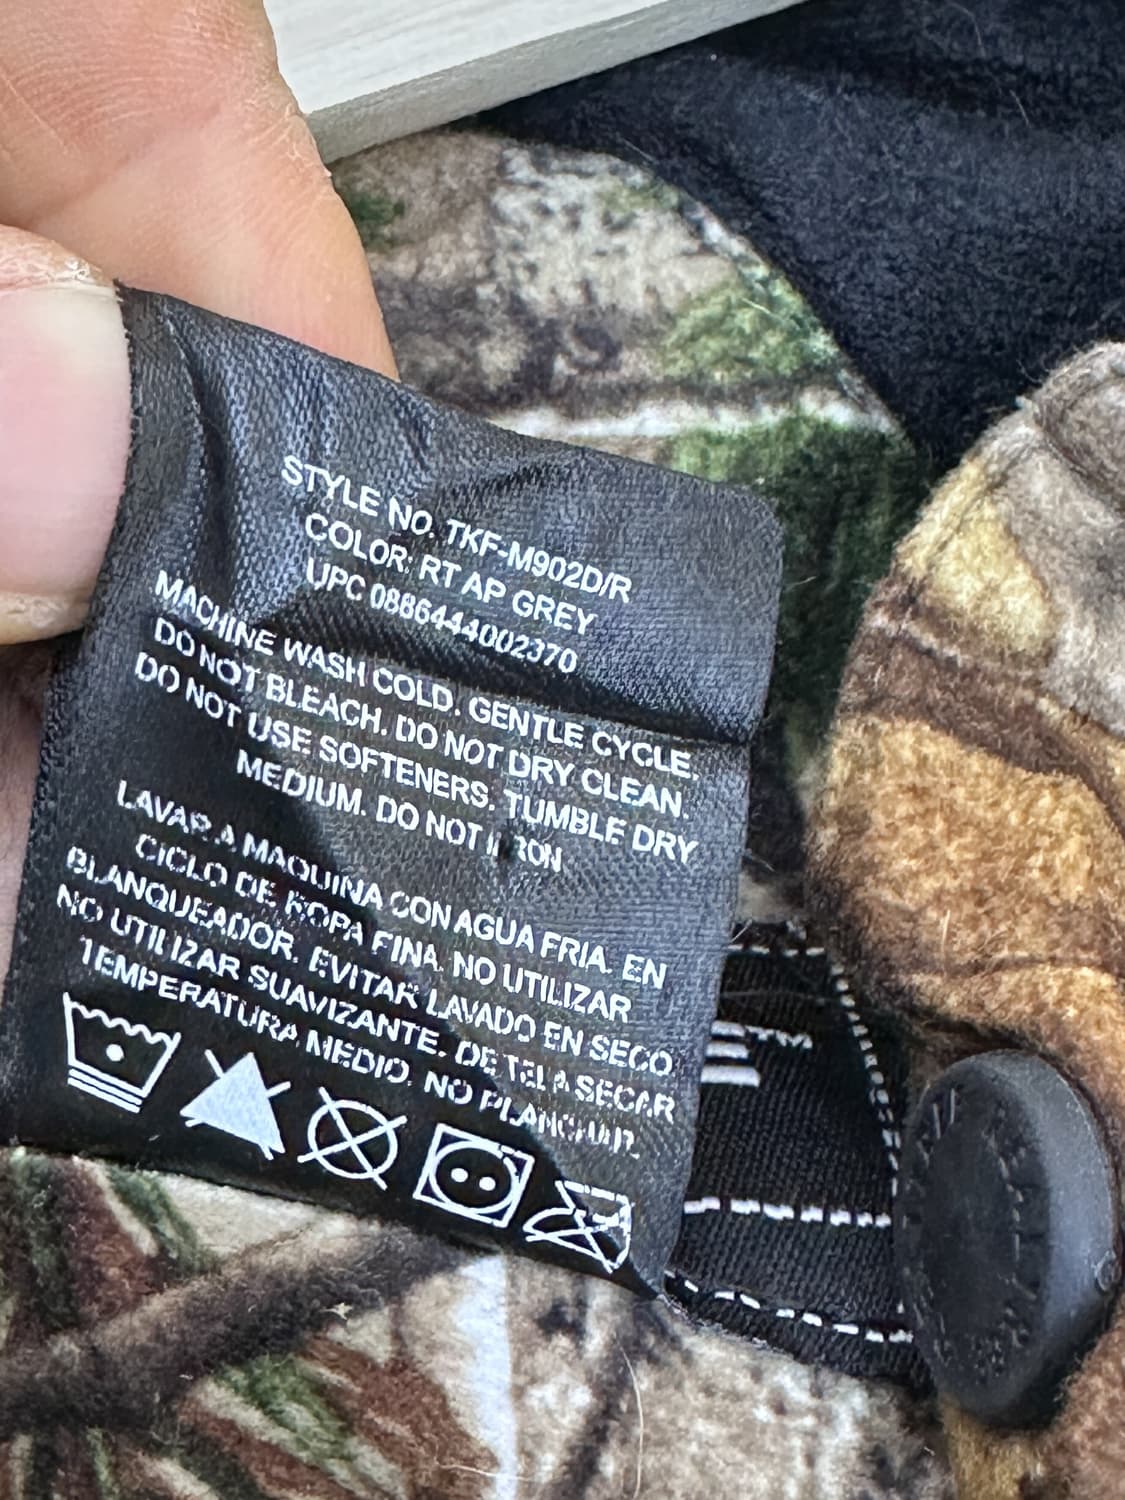 STYLE NO. TKF-M902D/R
COLOR: RT AP GREY
UPC 0886444002370
MACHINE WASH COLD. GENTLE CYCLE.
DO NOT BLEACH. DO NOT DRY CLEAN.
DO NOT USE SOFTENERS. TUMBLE DRY
MEDIUM. DO NOT IRON
LAVAR A MAQUINA CON AGUA FRIA. EN
CICLO DE ROPA FINA. NO UTILIZAR
BLANQUEADOR. EVITAR LAVADO EN SECO.
NO UTILIZAR SUAVIZANTE. DE TELA SECAR
TEMPERATURA MEDIO. NO PLANCHAR.
E™